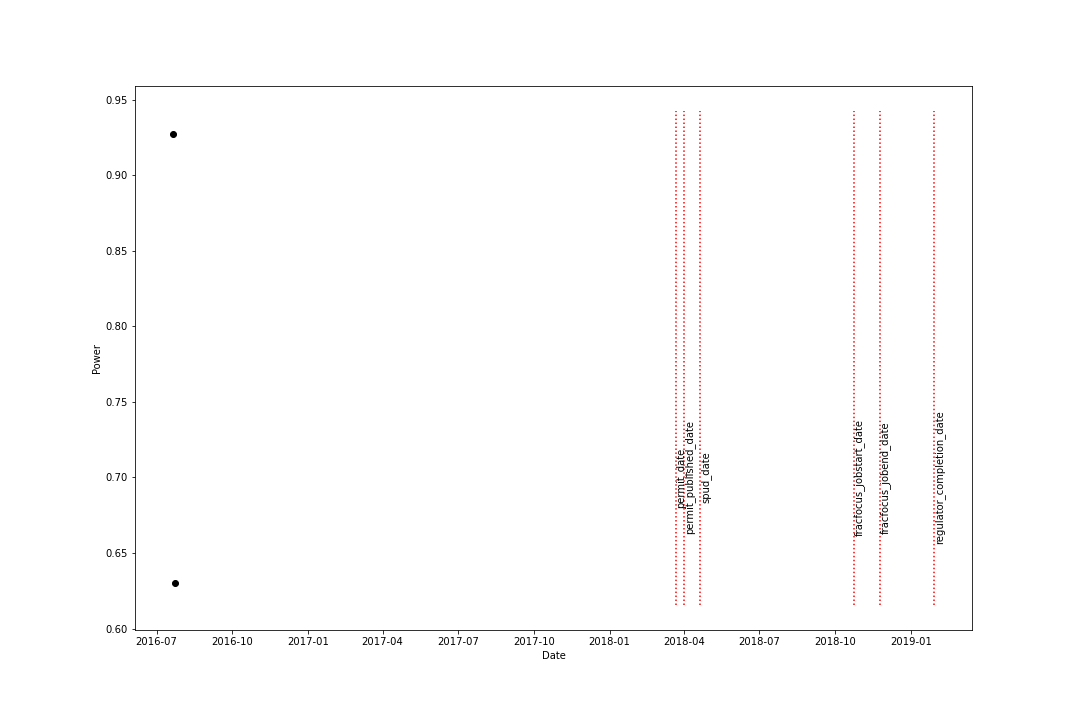 0.95
0.90
0.85
0.80
0.75
0.70
0.65
0.60
Power
permit_date
permit_published_date
spud_date
fracfocus_jobstart_date
fracfocus_jobend_date
regulator_completion_date
2016-07 2016-10 2017-01 2017-04 2017-07 2017-10 2018-01 2018-04 2018-07 2018-10 2019-01
Date